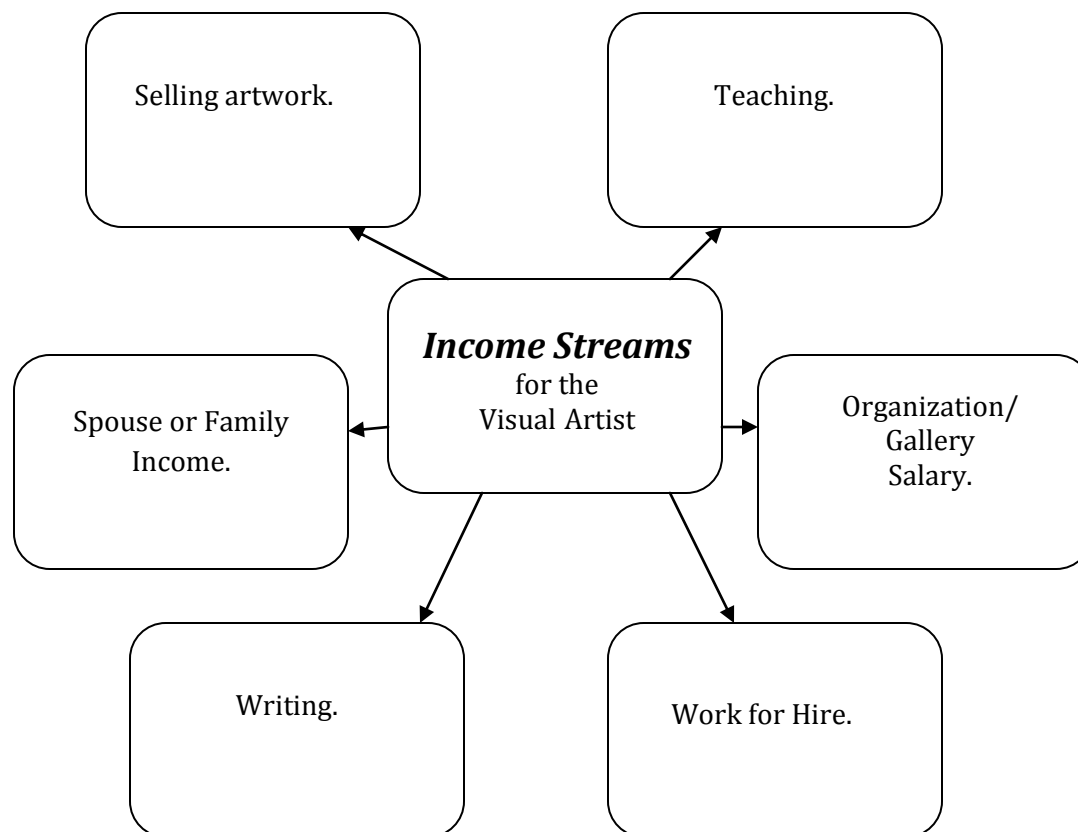 Selling artwork.
Teaching.
Income Streams
for the
Visual Artist
Spouse or Family
Income.
Organization/
Gallery
Salary.
Writing.
Work for Hire.